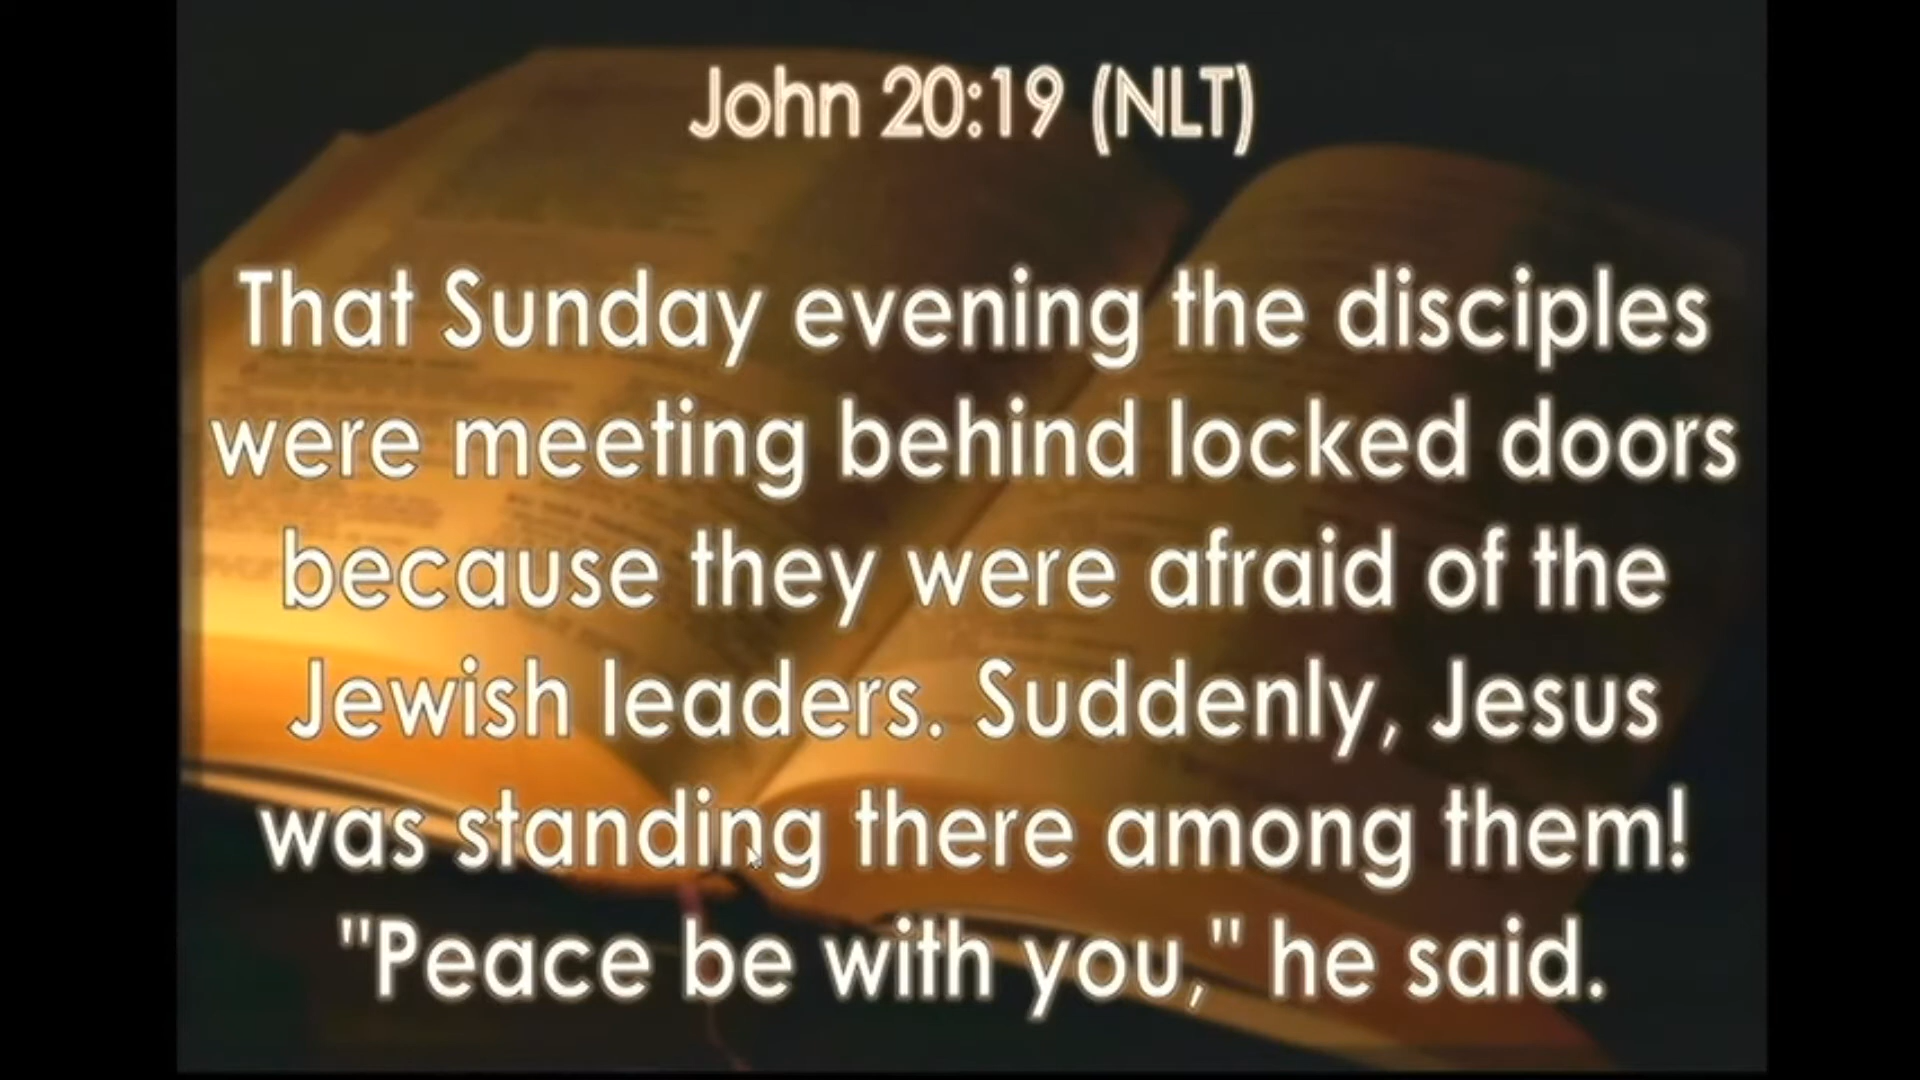 John 20:19 (NLT)
That Sunday evening the disciples
were meeting behind locked doors
because they were afraid of the
Jewish leaders. Suddenly, Jesus
was standing there among them!
"Peace be with you," he said.